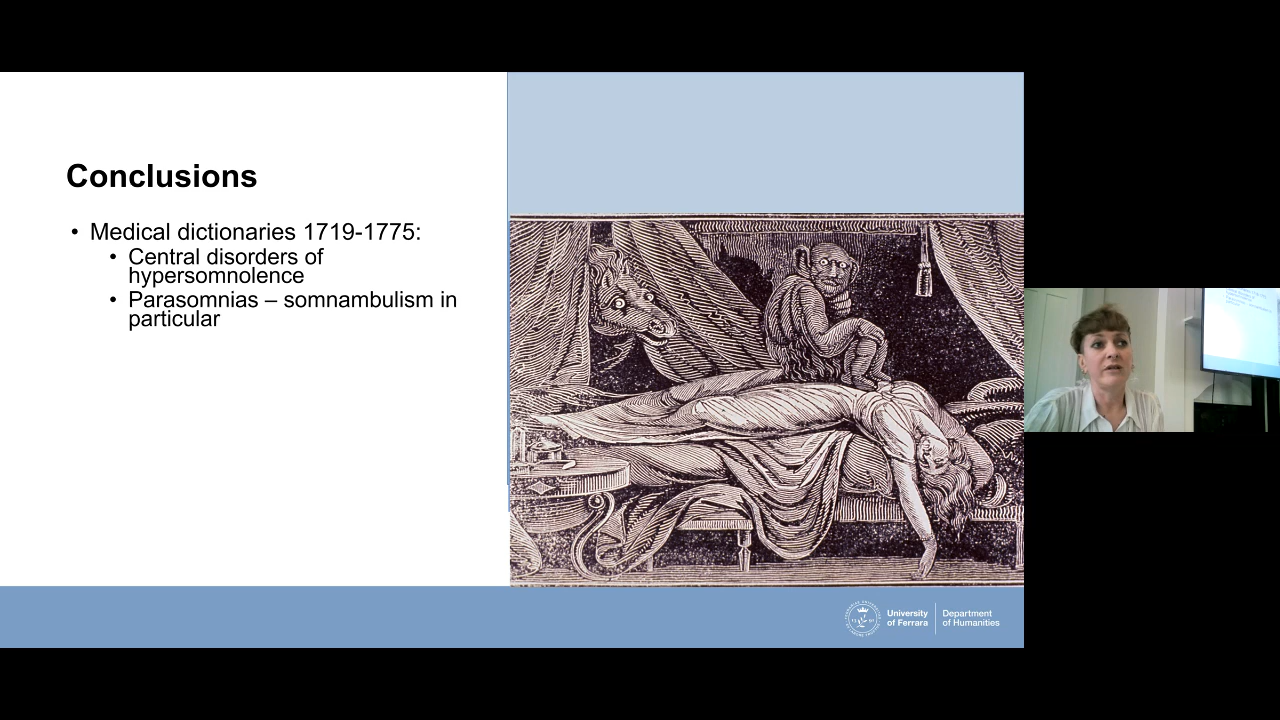 Conclusions
• Medical dictionaries 1719-1775:
• Central disorders of
hypersomnolence
• Parasomnias – somnambulism in
particular
University
of Ferrara
Department
of Humanities